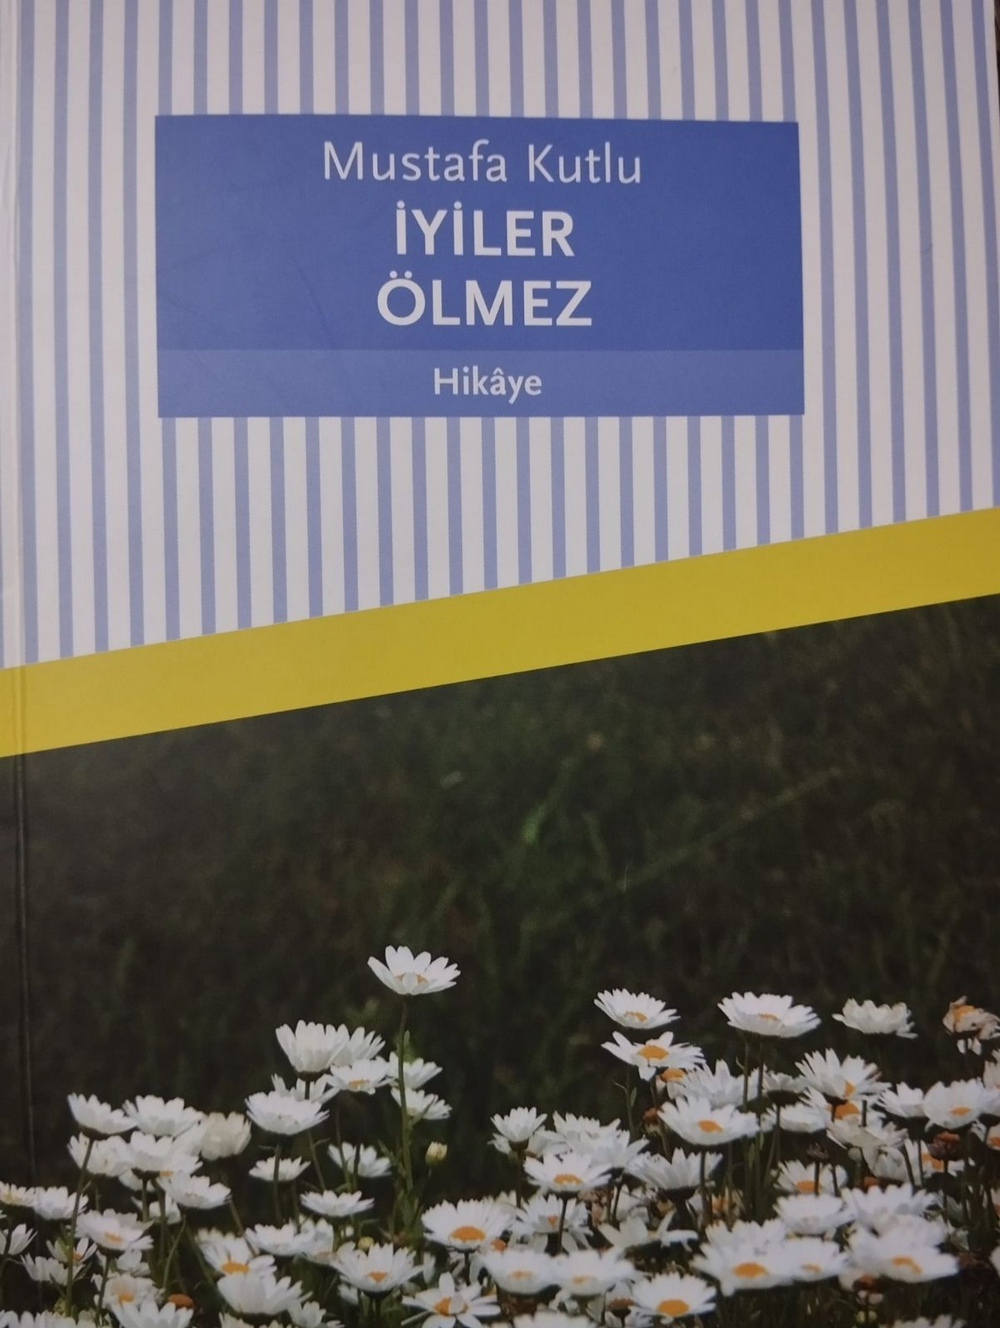 Mustafa Kutlu
İYİLER
ÖLMEZ
Hikâye